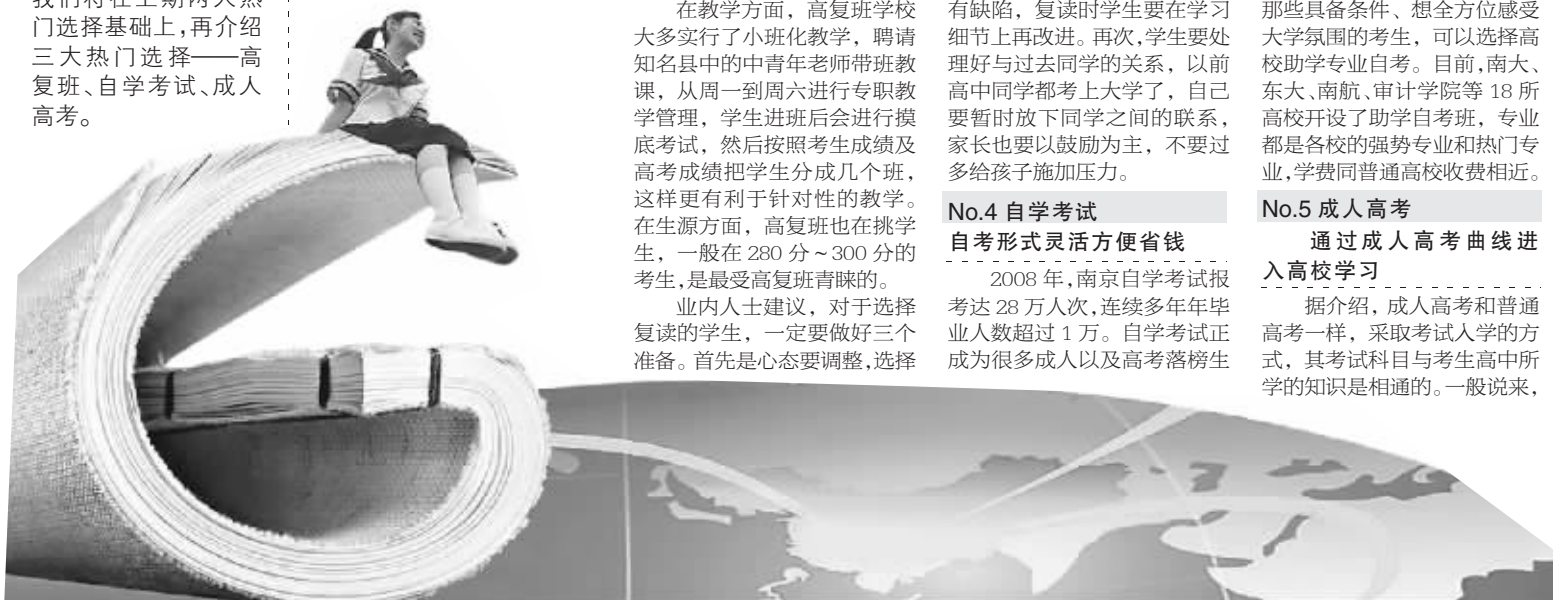 我们将在上期两大热
门选择基础上，再介绍
三大热门选择——高
复班、自学考试、成人
高考。
在教学方面，高复班学校
大多实行了小班化教学，聘请
知名县中的中青年老师带班教
课，从周一到周六进行专职教
学管理，学生进班后会进行摸
底考试，然后按照考生成绩及
高考成绩把学生分成几个班，
这样更有利于针对性的教学。
在生源方面，高复班也在挑学
生，一般在 280 分～300 分的
考生，是最受高复班青睐的。
业内人士建议，对于选择
复读的学生，一定要做好三个
准备。首先是心态要调整，选择
有缺陷，复读时学生要在学习
细节上再改进。再次，学生要处
理好与过去同学的关系，以前
高中同学都考上大学了，自己
要暂时放下同学之间的联系，
家长也要以鼓励为主，不要过
多给孩子施加压力。
No.4 自学考试
自考形式灵活方便省钱
2008 年，南京自学考试报
考达 28 万人次，连续多年年毕
业人数超过 1 万。自学考试正
成为很多成人以及高考落榜生
那些具备条件、想全方位感受
大学氛围的考生，可以选择高
校助学专业自考。目前，南大、
东大、南航、审计学院等 18 所
高校开设了助学自考班，专业
都是各校的强势专业和热门专
业，学费同普通高校收费相近。
No.5 成人高考
通过成人高考曲线进
入高校学习
据介绍，成人高考和普通
高考一样，采取考试入学的方
式，其考试科目与考生高中所
学的知识是相通的。一般说来，